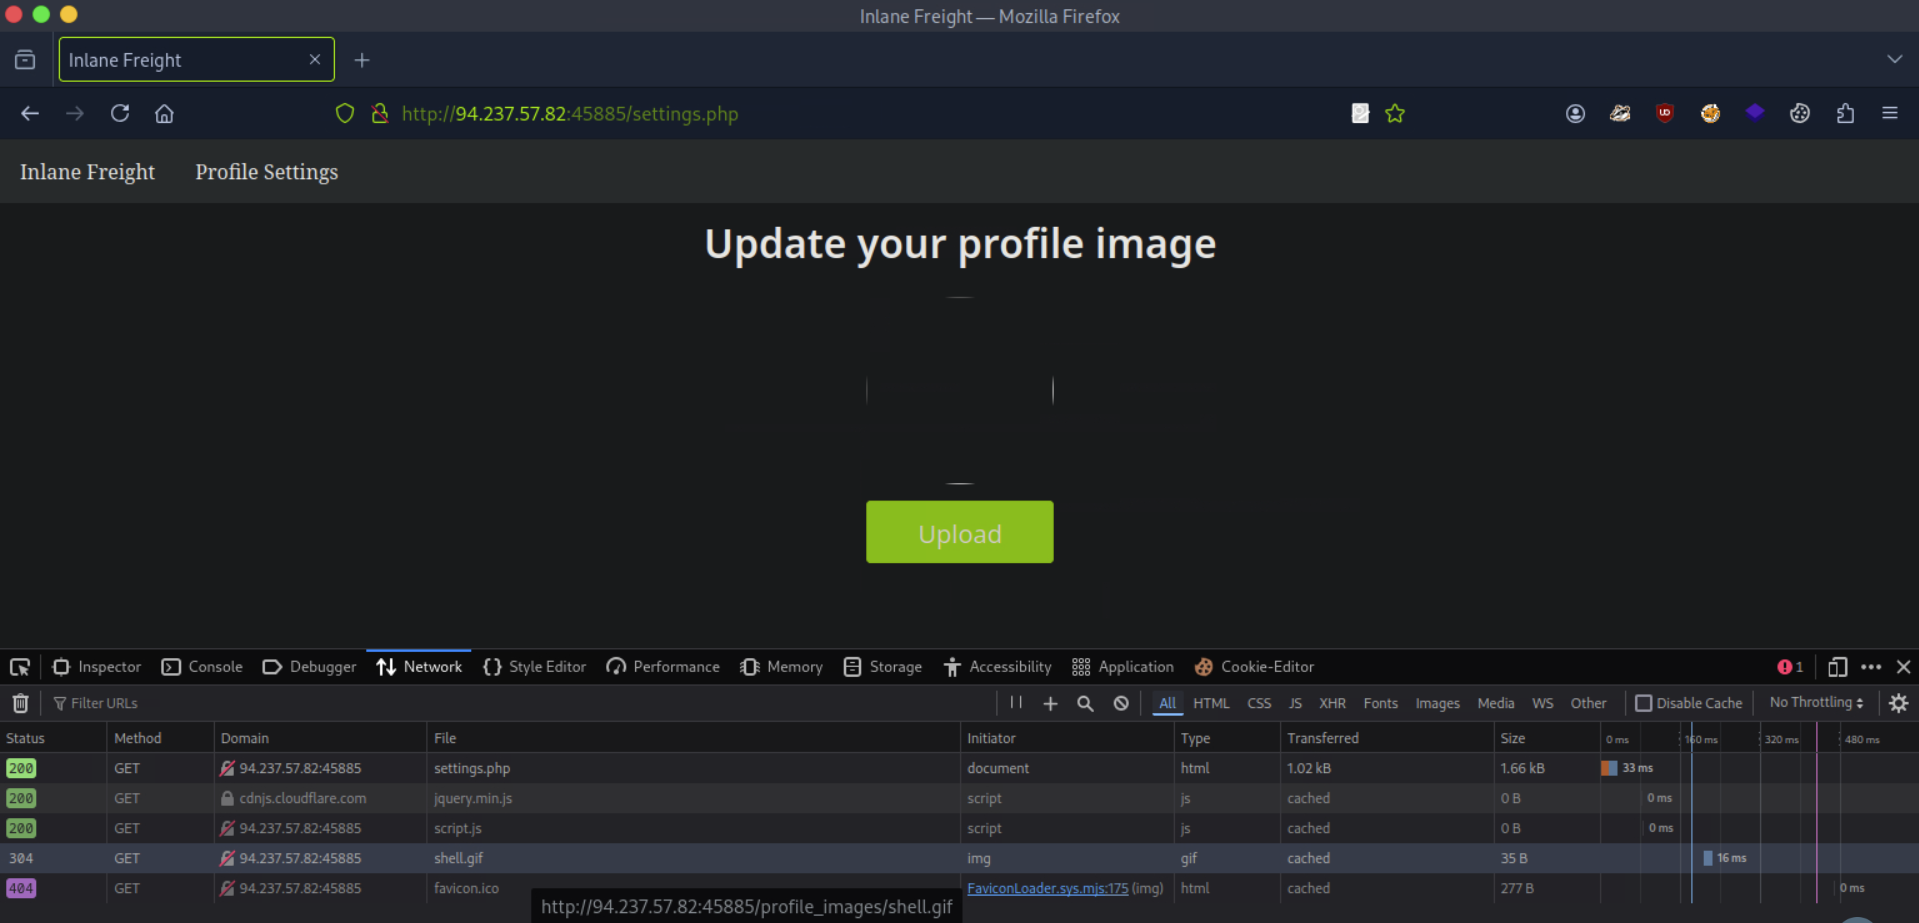 Inlane Freight — Mozilla Firefox
Inlane Freight
http://94.237.57.82:45885/settings.php
Inlane Freight Profile Settings
Update your profile image
Upload
Inspector Console Debugger Network Style Editor Performance Memory Storage Accessibility Application Cookie-Editor 1
Filter URLs All HTML CSS JS XHR Fonts Images Media WS Other Disable Cache No Throttling
Status Method Domain File Initiator Type Transferred Size 0 ms 160 ms 320 ms 480 ms
200 GET 94.237.57.82:45885 settings.php document html 1.02 kB 1.66 kB 33 ms
200 GET cdnjs.cloudflare.com jquery.min.js script js cached 0 B 0 ms
200 GET 94.237.57.82:45885 script.js script js cached 0 B 0 ms
304 GET 94.237.57.82:45885 shell.gif img gif cached 35 B 16 ms
404 GET 94.237.57.82:45885 favicon.ico FaviconLoader.sys.mjs:175 (img) html cached 277 B 0 ms
http://94.237.57.82:45885/profile_images/shell.gif